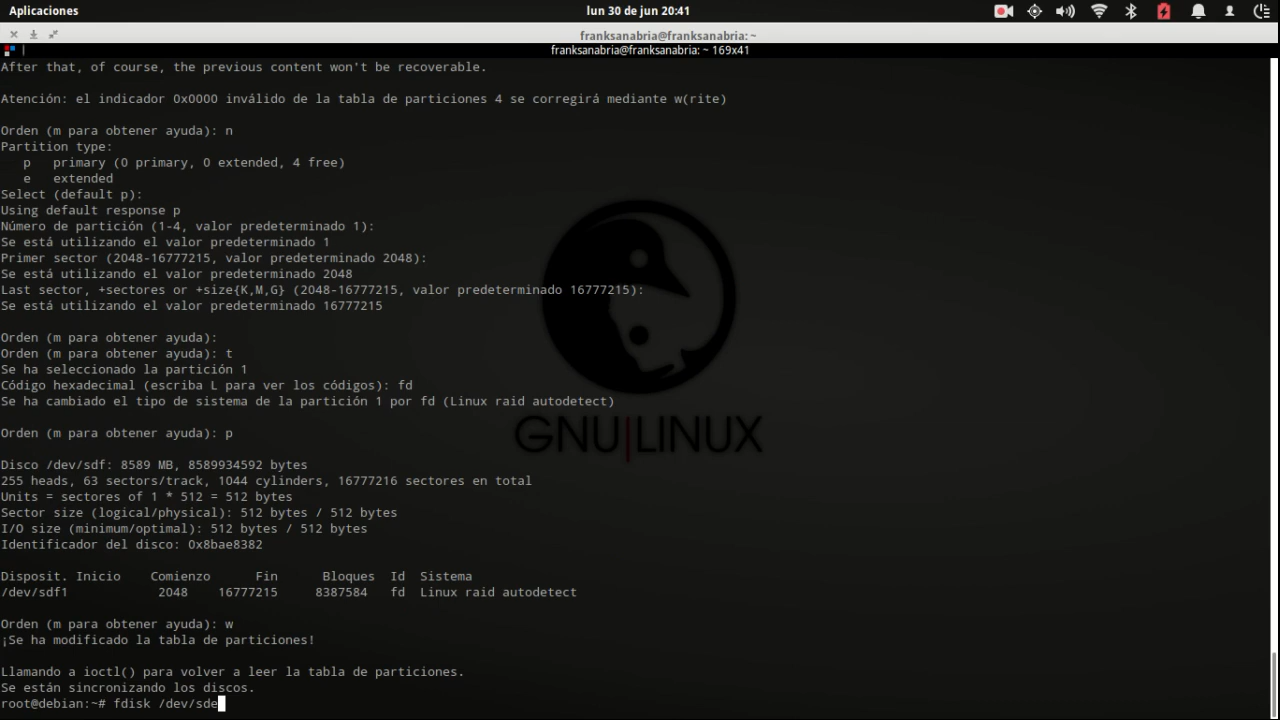 Aplicaciones
lun 30 de jun 20:41
franksanabria@franksanabria: ~
franksanabria@franksanabria: ~ 169x41
After that, of course, the previous content won't be recoverable.
Atención: el indicador 0x0000 inválido de la tabla de particiones 4 se corregirá mediante w(rite)
Orden (m para obtener ayuda): n
Partition type:
   p   primary (0 primary, 0 extended, 4 free)
   e   extended
Select (default p):
Using default response p
Número de partición (1-4, valor predeterminado 1):
Se está utilizando el valor predeterminado 1
Primer sector (2048-16777215, valor predeterminado 2048):
Se está utilizando el valor predeterminado 2048
Last sector, +sectores or +size{K,M,G} (2048-16777215, valor predeterminado 16777215):
Se está utilizando el valor predeterminado 16777215
Orden (m para obtener ayuda):
Orden (m para obtener ayuda): t
Se ha seleccionado la partición 1
Código hexadecimal (escriba L para ver los códigos): fd
Se ha cambiado el tipo de sistema de la partición 1 por fd (Linux raid autodetect)
Orden (m para obtener ayuda): p
GNU|LINUX
Disco /dev/sdf: 8589 MB, 8589934592 bytes
255 heads, 63 sectors/track, 1044 cylinders, 16777216 sectores en total
Units = sectores of 1 * 512 = 512 bytes
Sector size (logical/physical): 512 bytes / 512 bytes
I/O size (minimum/optimal): 512 bytes / 512 bytes
Identificador del disco: 0x8bae8382
Disposit. Inicio    Comienzo      Fin      Bloques  Id  Sistema
/dev/sdf1            2048    16777215     8387584   fd  Linux raid autodetect
Orden (m para obtener ayuda): w
¡Se ha modificado la tabla de particiones!
Llamando a ioctl() para volver a leer la tabla de particiones.
Se están sincronizando los discos.
root@debian:~# fdisk /dev/sde